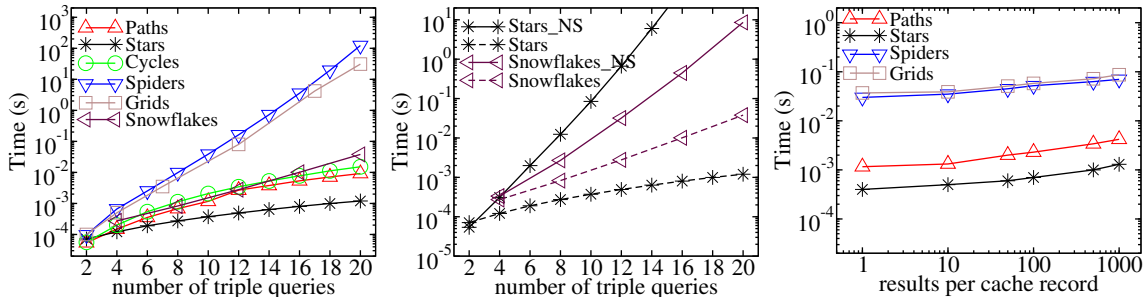 10^3
10^2
10^1
10^0
10^-1
10^-2
10^-3
10^-4
Time (s)
Paths
Stars
Cycles
Spiders
Grids
Snowflakes
2 4 6 8 10 12 14 16 18 20
number of triple queries
10^1
10^0
10^-1
10^-2
10^-3
10^-4
10^-5
Time (s)
Stars_NS
Stars
Snowflakes_NS
Snowflakes
2 4 6 8 10 12 14 16 18 20
number of triple queries
10^0
10^-1
10^-2
10^-3
10^-4
Time (s)
Paths
Stars
Spiders
Grids
1 10 100 1000
results per cache record